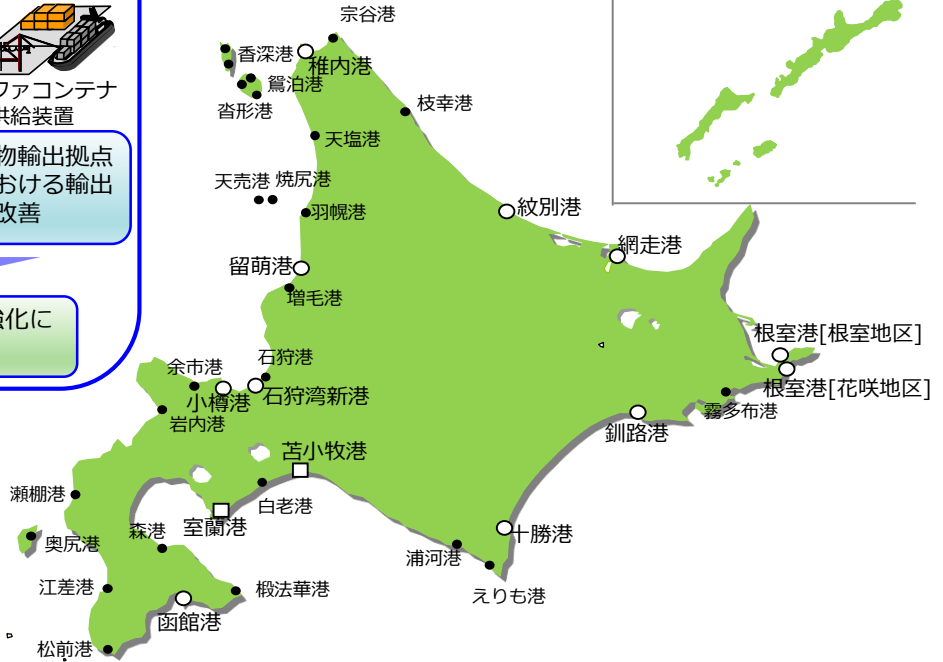 ファコンテナ
供給装置
物輸出拠点
おける輸出
改善
強化に
宗谷港
香深港
稚内港
鴛泊港
沓形港
枝幸港
天塩港
天売港
焼尻港
羽幌港
紋別港
網走港
留萌港
増毛港
石狩港
余市港
小樽港
石狩湾新港
岩内港
根室港[根室地区]
根室港[花咲地区]
霧多布港
釧路港
苫小牧港
白老港
室蘭港
瀬棚港
奥尻港
森港
十勝港
浦河港
えりも港
江差港
椴法華港
函館港
松前港